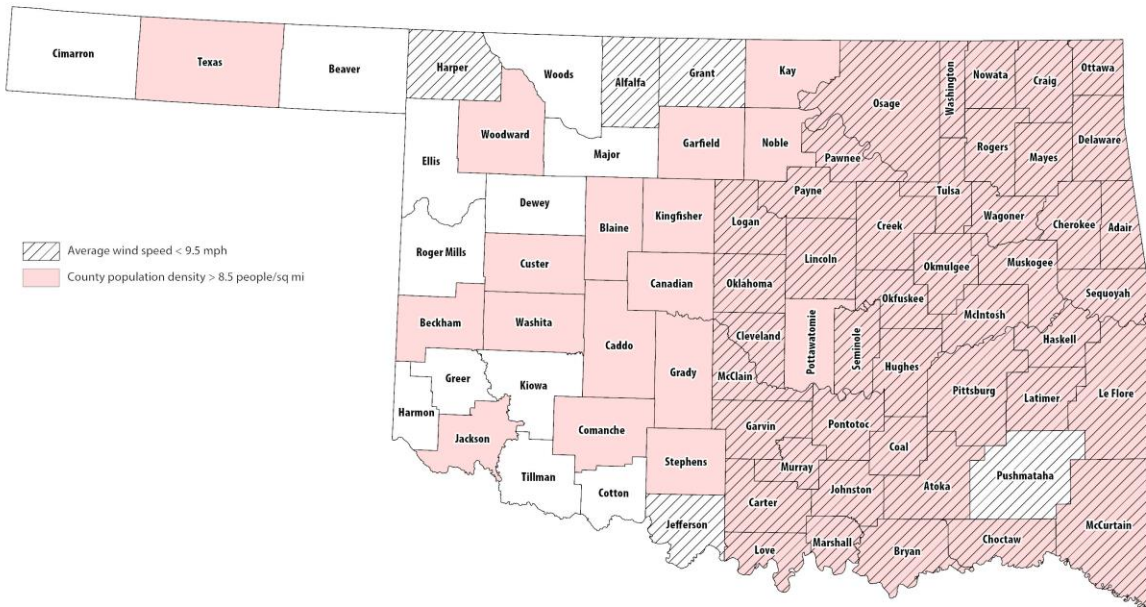 Cimarron
Texas
Beaver
Harper
Woods
Alfalfa
Grant
Kay
Osage
Washington
Nowata
Craig
Ottawa
Woodward
Ellis
Major
Garfield
Noble
Pawnee
Rogers
Mayes
Delaware
Dewey
Blaine
Kingfisher
Logan
Payne
Tulsa
Creek
Wagoner
Cherokee
Adair
Average wind speed < 9.5 mph
County population density > 8.5 people/sq mi
Roger Mills
Custer
Canadian
Oklahoma
Lincoln
Okmulgee
Muskogee
Sequoyah
Beckham
Washita
Caddo
Grady
Cleveland
McClain
Pottawatomie
Seminole
Okfuskee
McIntosh
Haskell
Hughes
Pittsburg
Latimer
Le Flore
Greer
Harmon
Kiowa
Jackson
Comanche
Stephens
Garvin
Pontotoc
Coal
Murray
Pushmataha
Tillman
Cotton
Carter
Johnston
Atoka
McCurtain
Jefferson
Love
Marshall
Bryan
Choctaw